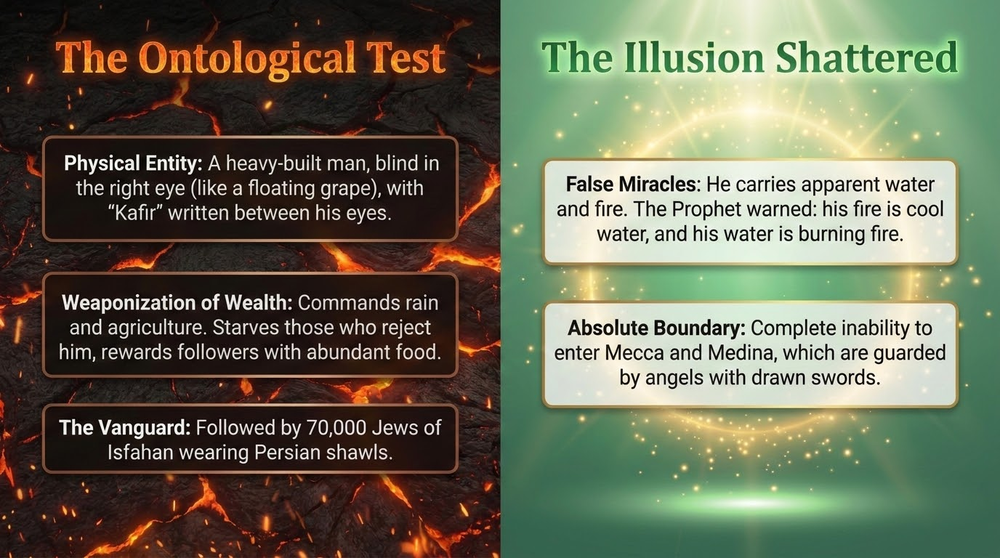 The Ontological Test
Physical Entity: A heavy-built man, blind in
the right eye (like a floating grape), with
“Kafir” written between his eyes.
Weaponization of Wealth: Commands rain
and agriculture. Starves those who reject
him, rewards followers with abundant food.
The Vanguard: Followed by 70,000 Jews of
Isfahan wearing Persian shawls.
The Illusion Shattered
False Miracles: He carries apparent water
and fire. The Prophet warned: his fire is cool
water, and his water is burning fire.
Absolute Boundary: Complete inability to
enter Mecca and Medina, which are guarded
by angels with drawn swords.